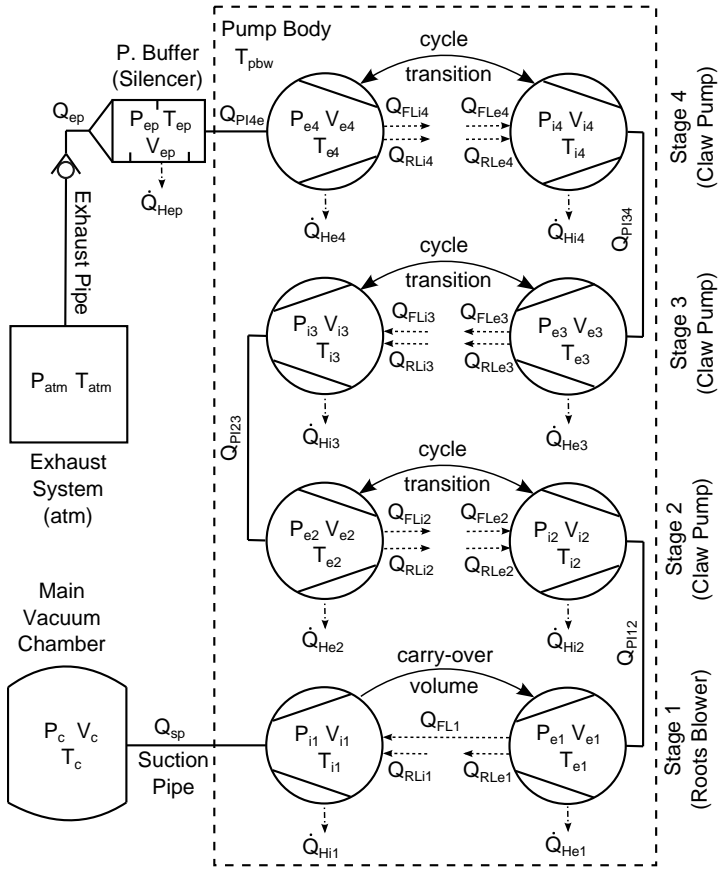 Pump Body
T_pbw
P. Buffer
(Silencer)
Q_ep
P_ep T_ep
V_ep
Q̇_Hep
Exhaust Pipe
P_atm T_atm
Exhaust
System
(atm)
Q_PI4e
P_e4 V_e4
T_e4
cycle
transition
Q_FLi4
Q_FLe4
Q_RLi4
Q_RLe4
P_i4 V_i4
T_i4
Q̇_He4
Q̇_Hi4
Stage 4
(Claw Pump)
Q_PI34
cycle
transition
P_i3 V_i3
T_i3
Q_FLi3
Q_FLe3
Q_RLi3
Q_RLe3
P_e3 V_e3
T_e3
Q̇_Hi3
Q̇_He3
Stage 3
(Claw Pump)
Q_PI23
cycle
transition
P_e2 V_e2
T_e2
Q_FLi2
Q_FLe2
Q_RLi2
Q_RLe2
P_i2 V_i2
T_i2
Q̇_He2
Q̇_Hi2
Stage 2
(Claw Pump)
Q_PI12
Main
Vacuum
Chamber
P_c V_c
T_c
Q_sp
Suction
Pipe
carry-over
volume
P_i1 V_i1
T_i1
Q_FL1
Q_RLi1
Q_RLe1
P_e1 V_e1
T_e1
Q̇_Hi1
Q̇_He1
Stage 1
(Roots Blower)